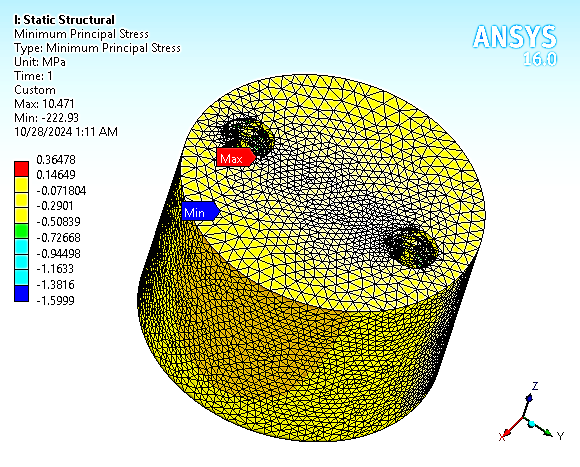 I: Static Structural
Minimum Principal Stress
Type: Minimum Principal Stress
Unit: MPa
Time: 1
Custom
Max: 10.471
Min: -222.93
10/28/2024 1:11 AM
ANSYS
16.0
0.36478
0.14649
-0.071804
-0.2901
-0.50839
-0.72668
-0.94498
-1.1633
-1.3816
-1.5999
Max
Min
Z
X
Y